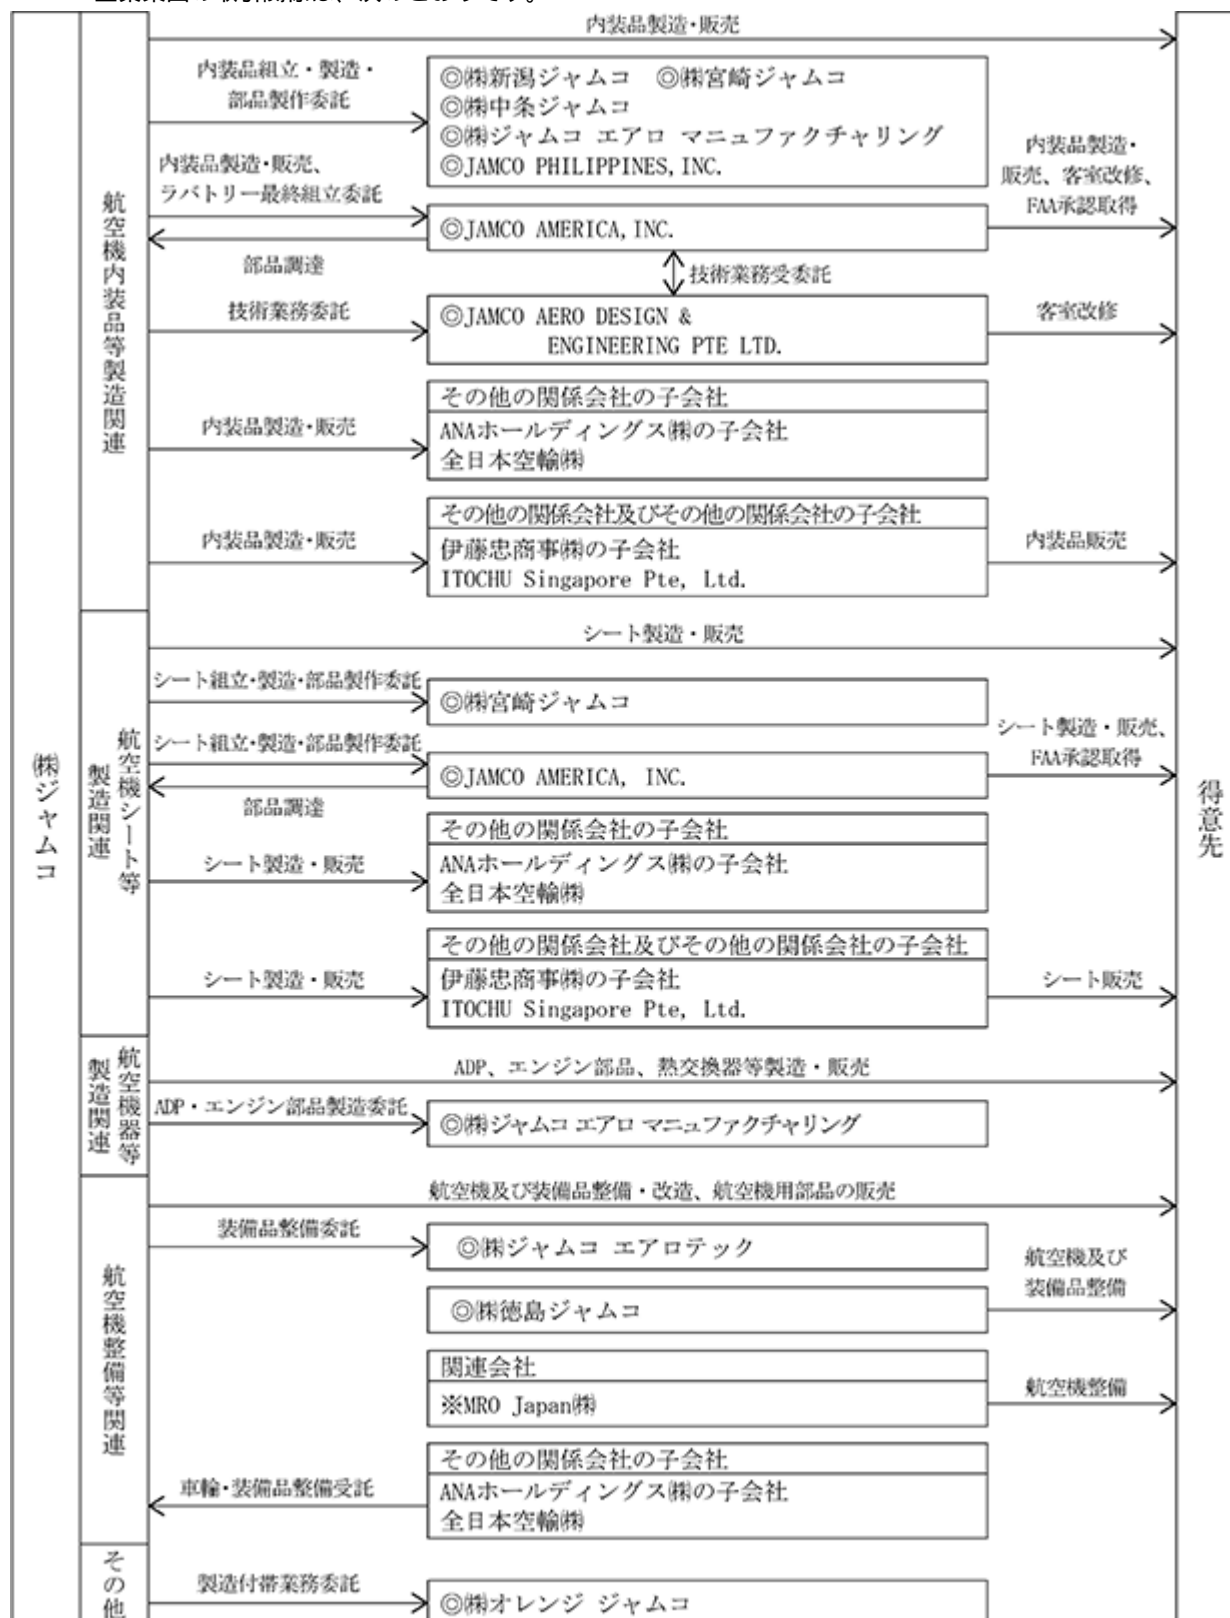 内装品製造・販売
内装品組立・製造・
部品製作委託
◎㈱新潟ジャムコ ◎㈱宮崎ジャムコ
◎㈱中条ジャムコ
◎㈱ジャムコ エアロ マニュファクチャリング
◎JAMCO PHILIPPINES, INC.
内装品製造・販売、
ラバトリー最終組立委託
◎JAMCO AMERICA, INC.
内装品製造・
販売、客室改修、
FAA承認取得
部品調達
技術業務受委託
技術業務委託
◎JAMCO AERO DESIGN &
ENGINEERING PTE LTD.
客室改修
航空機内装品等製造関連
その他の関係会社の子会社
内装品製造・販売
ANAホールディングス㈱の子会社
全日本空輸㈱
その他の関係会社及びその他の関係会社の子会社
内装品製造・販売
伊藤忠商事㈱の子会社
ITOCHU Singapore Pte, Ltd.
内装品販売
シート製造・販売
シート組立・製造・部品製作委託
◎㈱宮崎ジャムコ
シート組立・製造・部品製作委託
◎JAMCO AMERICA, INC.
シート製造・販売、
FAA承認取得
部品調達
㈱ジャムコ
航空機シート等
製造関連
得意先
その他の関係会社の子会社
シート製造・販売
ANAホールディングス㈱の子会社
全日本空輸㈱
その他の関係会社及びその他の関係会社の子会社
シート製造・販売
伊藤忠商事㈱の子会社
ITOCHU Singapore Pte, Ltd.
シート販売
航空機器等
製造関連
ADP、エンジン部品、熱交換器等製造・販売
ADP・エンジン部品製造委託
◎㈱ジャムコ エアロ マニュファクチャリング
航空機及び装備品整備・改造、航空機用部品の販売
装備品整備委託
◎㈱ジャムコ エアロテック
航空機及び
装備品整備
◎㈱徳島ジャムコ
航空機整備等関連
関連会社
※MRO Japan㈱
航空機整備
その他の関係会社の子会社
車輪・装備品整備受託
ANAホールディングス㈱の子会社
全日本空輸㈱
その他
製造付帯業務委託
◎㈱オレンジ ジャムコ